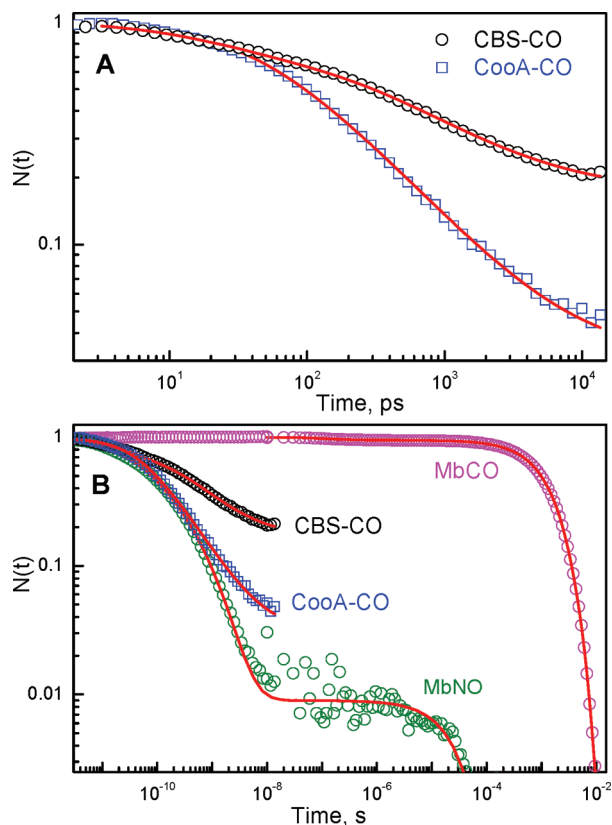 1
A
CBS-CO
CooA-CO
N(t)
0.1
10¹ 10² 10³ 10⁴
Time, ps
1
B
MbCO
CBS-CO
N(t)
0.1
CooA-CO
MbNO
0.01
10⁻¹⁰ 10⁻⁸ 10⁻⁶ 10⁻⁴ 10⁻²
Time, s